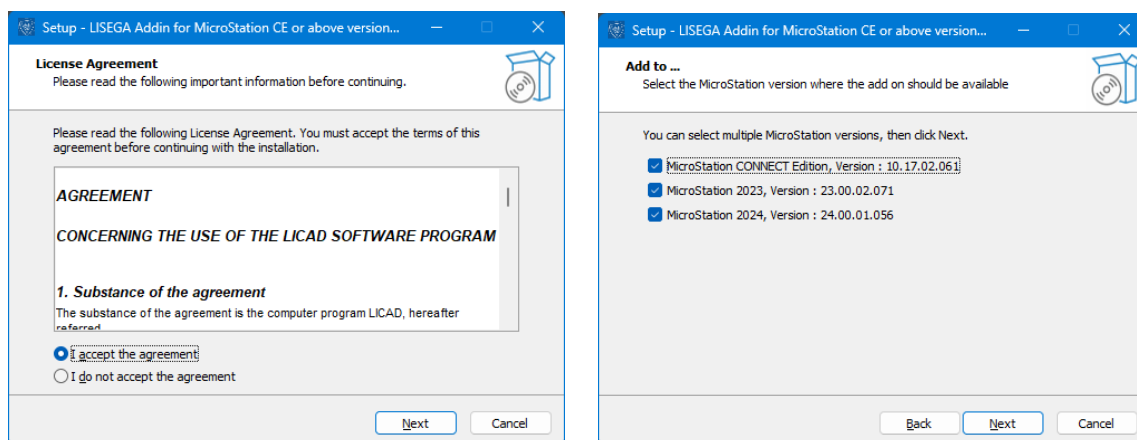 Setup - LISEGA Addin for MicroStation CE or above version...
License Agreement
Please read the following important information before continuing.
Please read the following License Agreement. You must accept the terms of this
agreement before continuing with the installation.
AGREEMENT
CONCERNING THE USE OF THE LICAD SOFTWARE PROGRAM
1. Substance of the agreement
The substance of the agreement is the computer program LICAD, hereafter
referred
I accept the agreement
I do not accept the agreement
Next
Cancel
Setup - LISEGA Addin for MicroStation CE or above version...
Add to ...
Select the MicroStation version where the add on should be available
You can select multiple MicroStation versions, then click Next.
MicroStation CONNECT Edition, Version : 10.17.02.061
MicroStation 2023, Version : 23.00.02.071
MicroStation 2024, Version : 24.00.01.056
Back
Next
Cancel